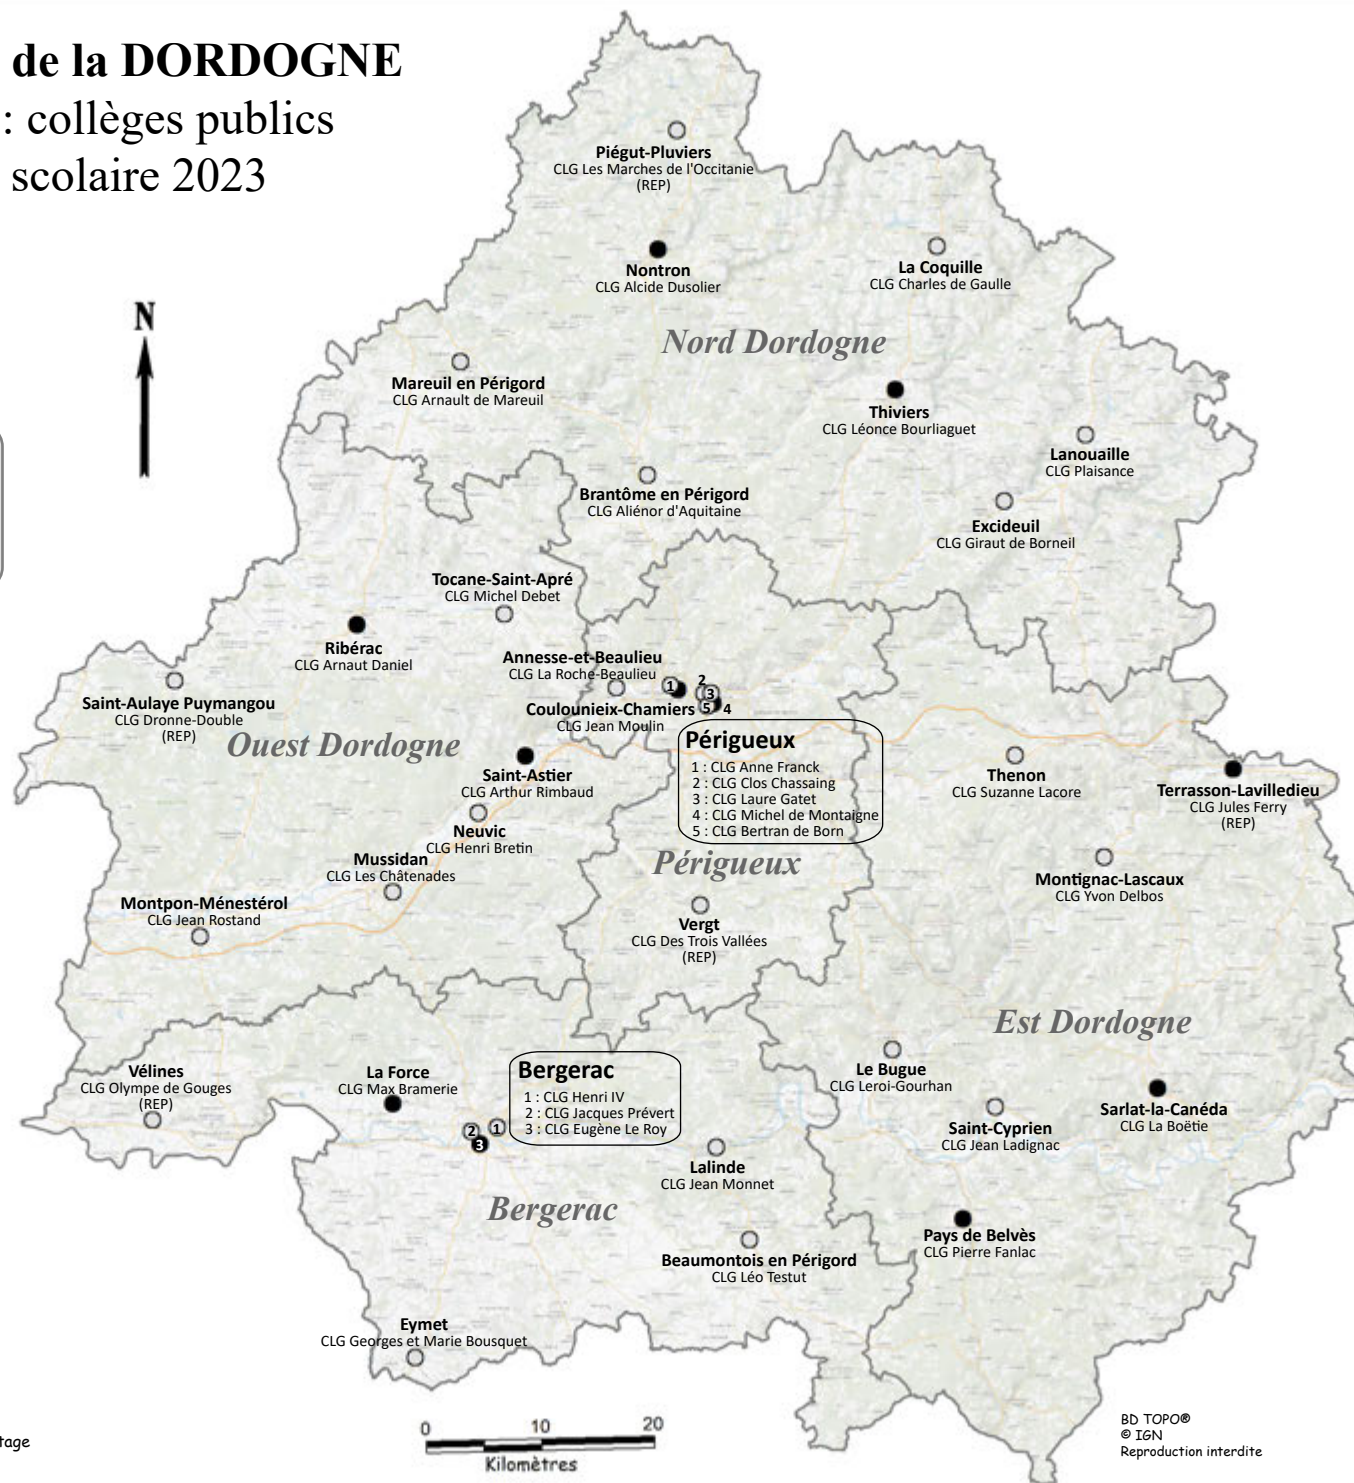 de la DORDOGNE
: collèges publics
scolaire 2023
N
Piégut-Pluviers
CLG Les Marches de l'Occitanie
(REP)
Nontron
CLG Alcide Dusolier
La Coquille
CLG Charles de Gaulle
Nord Dordogne
Mareuil en Périgord
CLG Arnault de Mareuil
Thiviers
CLG Léonce Bourliaguet
Lanouaille
CLG Plaisance
Brantôme en Périgord
CLG Aliénor d'Aquitaine
Excideuil
CLG Giraut de Borneil
Tocane-Saint-Apré
CLG Michel Debet
Ribérac
CLG Arnaut Daniel
Annesse-et-Beaulieu
CLG La Roche-Beaulieu
1
2
3
5
4
Saint-Aulaye Puymangou
CLG Dronne-Double
(REP)
Coulounieix-Chamiers
CLG Jean Moulin
Ouest Dordogne
Périgueux
1 : CLG Anne Franck
2 : CLG Clos Chassaing
3 : CLG Laure Gatet
4 : CLG Michel de Montaigne
5 : CLG Bertran de Born
Saint-Astier
CLG Arthur Rimbaud
Thenon
CLG Suzanne Lacore
Terrasson-Lavilledieu
CLG Jules Ferry
(REP)
Neuvic
CLG Henri Bretin
Mussidan
CLG Les Châtenades
Périgueux
Montignac-Lascaux
CLG Yvon Delbos
Montpon-Ménestérol
CLG Jean Rostand
Vergt
CLG Des Trois Vallées
(REP)
Est Dordogne
Vélines
CLG Olympe de Gouges
(REP)
La Force
CLG Max Bramerie
Bergerac
1 : CLG Henri IV
2 : CLG Jacques Prévert
3 : CLG Eugène Le Roy
2
1
3
Le Bugue
CLG Leroi-Gourhan
Saint-Cyprien
CLG Jean Ladignac
Sarlat-la-Canéda
CLG La Boëtie
Lalinde
CLG Jean Monnet
Bergerac
Pays de Belvès
CLG Pierre Fanlac
Beaumontois en Périgord
CLG Léo Testut
Eymet
CLG Georges et Marie Bousquet
0 10 20
Kilomètres
tage
BD TOPO®
© IGN
Reproduction interdite